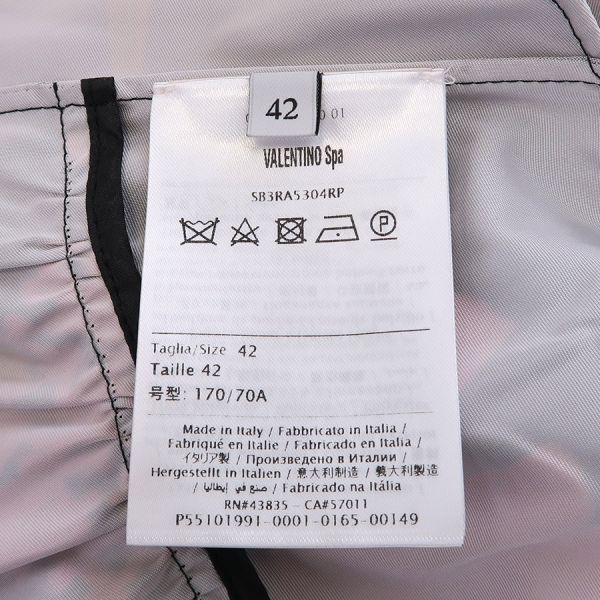 42
01
VALENTINO Spa
SB3RA5304RP
P
Taglia/Size 42
Taille 42
号型: 170/70A
Made in Italy / Fabbricato in Italia /
Fabriqué en Italie / Fabricado en Italia /
イタリア製 / Произведено в Италии /
Hergestellt in Italien / 意大利制造 / 義大利製造
/ صنع في إيطاليا / Fabricado na Itália
RN#43835 - CA#57011
P55101991-0001-0165-00149